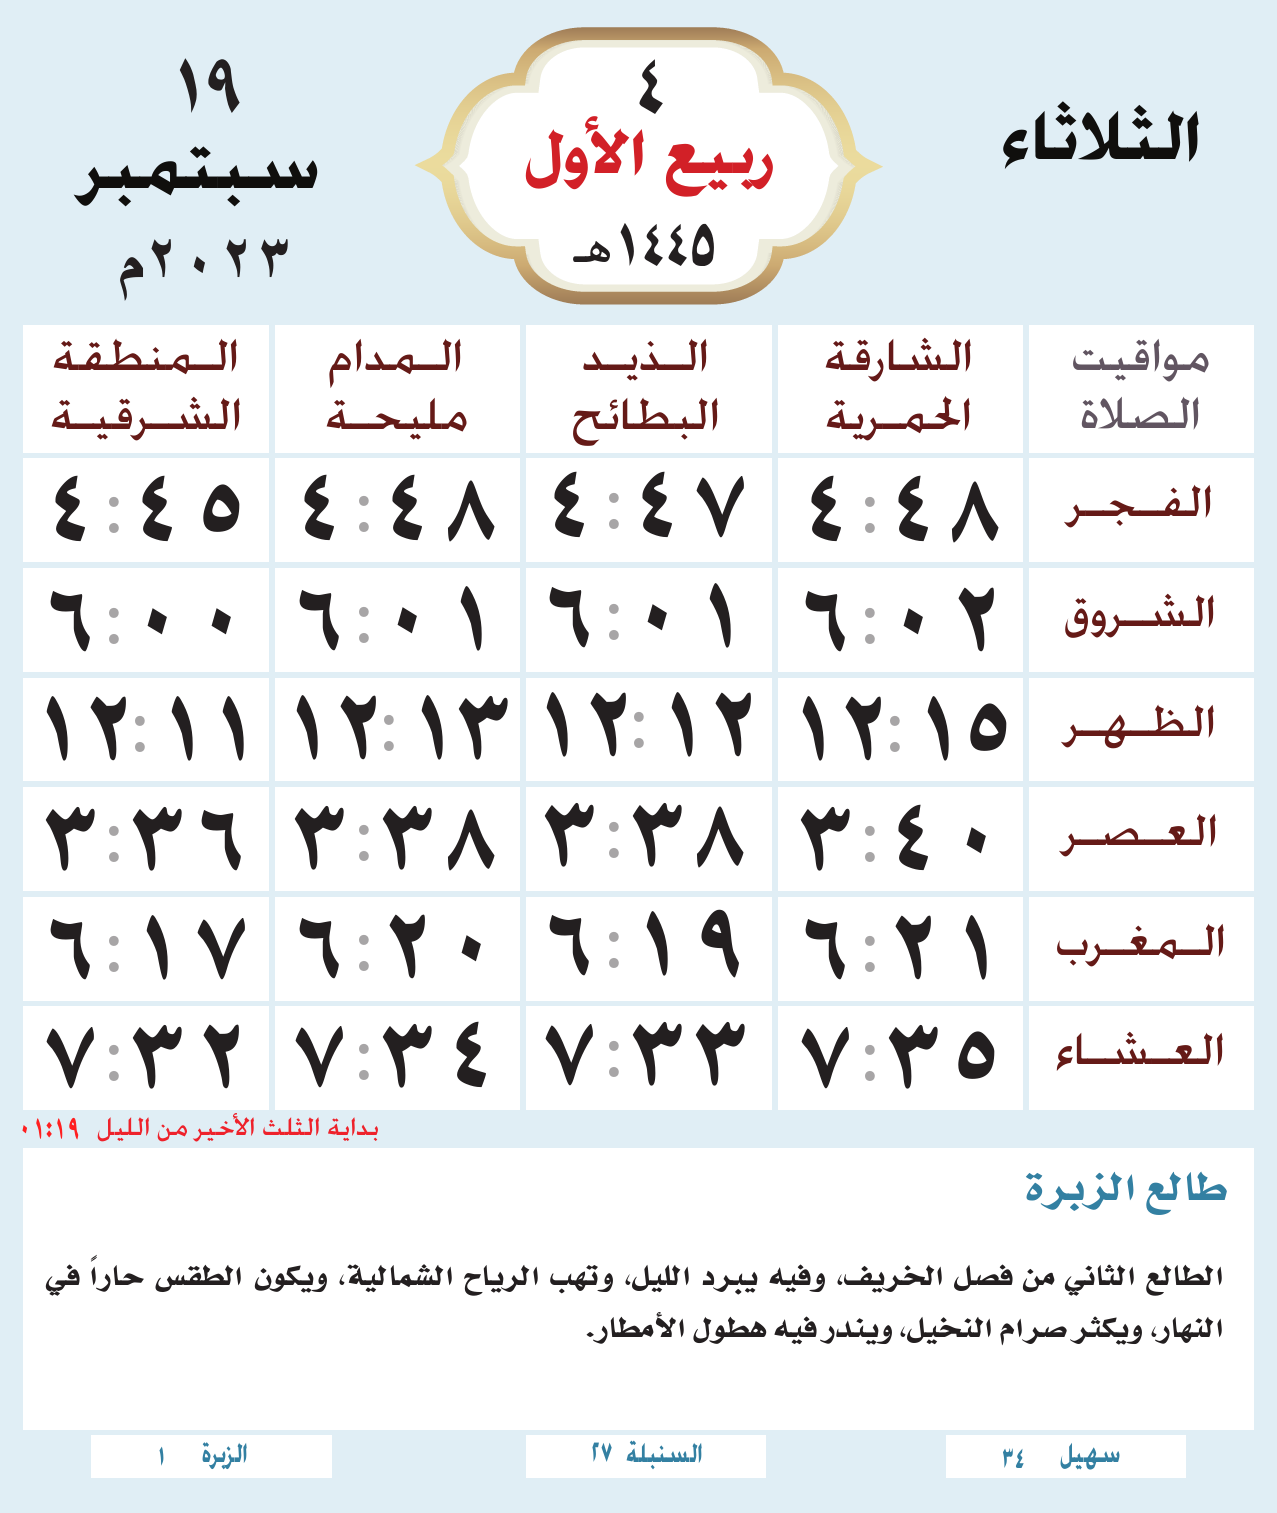 الثلاثاء
٤
ربيع الأول
١٤٤٥هـ
١٩
سبتمبر
٢٠٢٣م
مواقيت الصلاة
الشارقة الحمرية
الذيد البطائح
المدام مليحة
المنطقة الشرقية
الفجر ٤:٤٨ ٤:٤٧ ٤:٤٨ ٤:٤٥
الشروق ٦:٠٢ ٦:٠١ ٦:٠١ ٦:٠٠
الظهر ١٢:١٥ ١٢:١٢ ١٢:١٣ ١٢:١١
العصر ٣:٤٠ ٣:٣٨ ٣:٣٨ ٣:٣٦
المغرب ٦:٢١ ٦:١٩ ٦:٢٠ ٦:١٧
العشاء ٧:٣٥ ٧:٣٣ ٧:٣٤ ٧:٣٢
بداية الثلث الأخير من الليل ٠١:١٩
طالع الزبرة
الطالع الثاني من فصل الخريف، وفيه يبرد الليل، وتهب الرياح الشمالية، ويكون الطقس حاراً في
النهار، ويكثر صرام النخيل، ويندر فيه هطول الأمطار.
سهيل ٣٤
السنبلة ٢٧
الزبرة ١